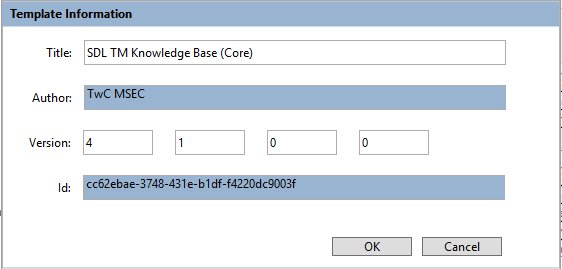 Template Information
Title: SDL TM Knowledge Base (Core)
Author: TwC MSEC
Version: 4 1 0 0
Id: cc62ebae-3748-431e-b1df-f4220dc9003f
OK Cancel